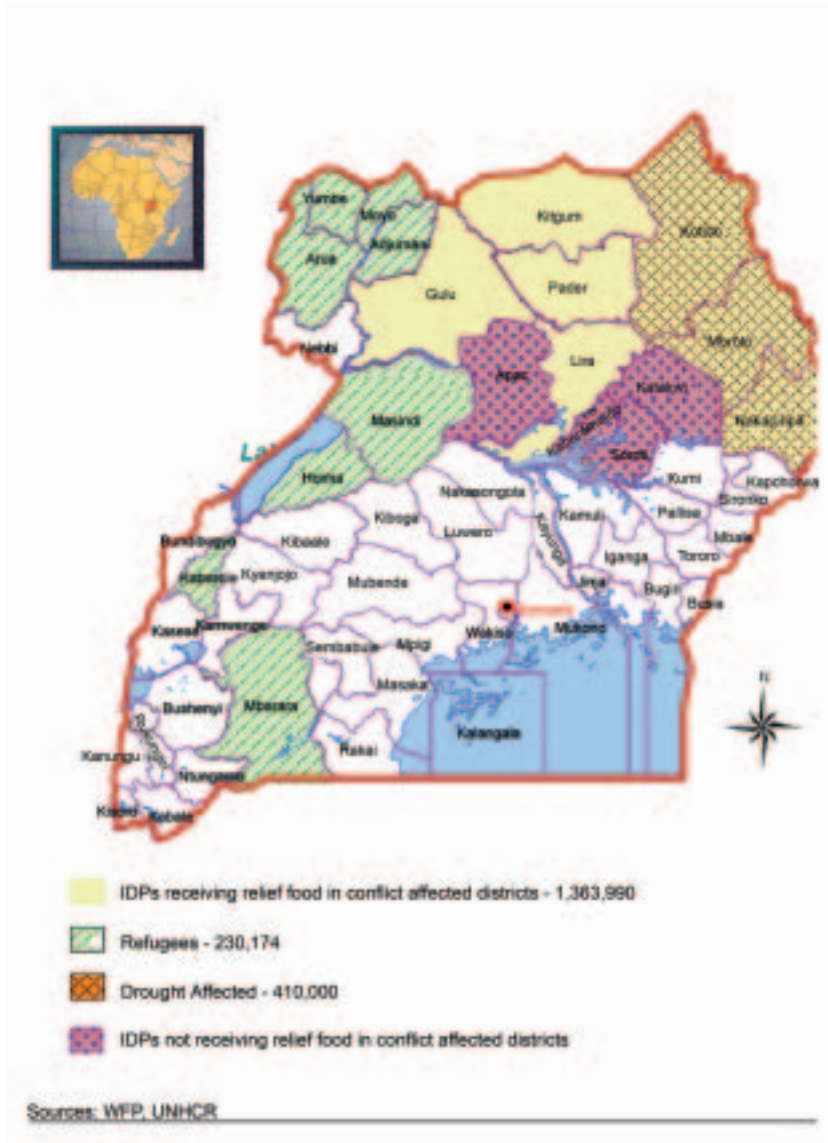 Yumbe
Moyo
Adjumani
Arua
Kitgum
Kotido
Gulu
Pader
Nebbi
Moroto
Lira
Apac
Katakwi
Masindi
Nakapiripit
Soroti
Hoima
Kumi
Kapchorwa
Nakasongola
Sironko
Kiboga
Kamuli
Pallisa
Luwero
Kayunga
Mbale
Bundibugyo
Kibaale
Iganga
Tororo
Kabarole
Kyenjojo
Mubende
Jinja
Bugiri
Busia
Kasese
Kamwenge
Wakiso
Mukono
Sembabule
Mpigi
Masaka
Bushenyi
Mbarara
Kalangala
N
Rakai
Kanungu
Ntungamo
Kisoro
Kabale
IDPs receiving relief food in conflict affected districts - 1,363,990
Refugees - 230,174
Drought Affected - 410,000
IDPs not receiving relief food in conflict affected districts
Sources: WFP, UNHCR